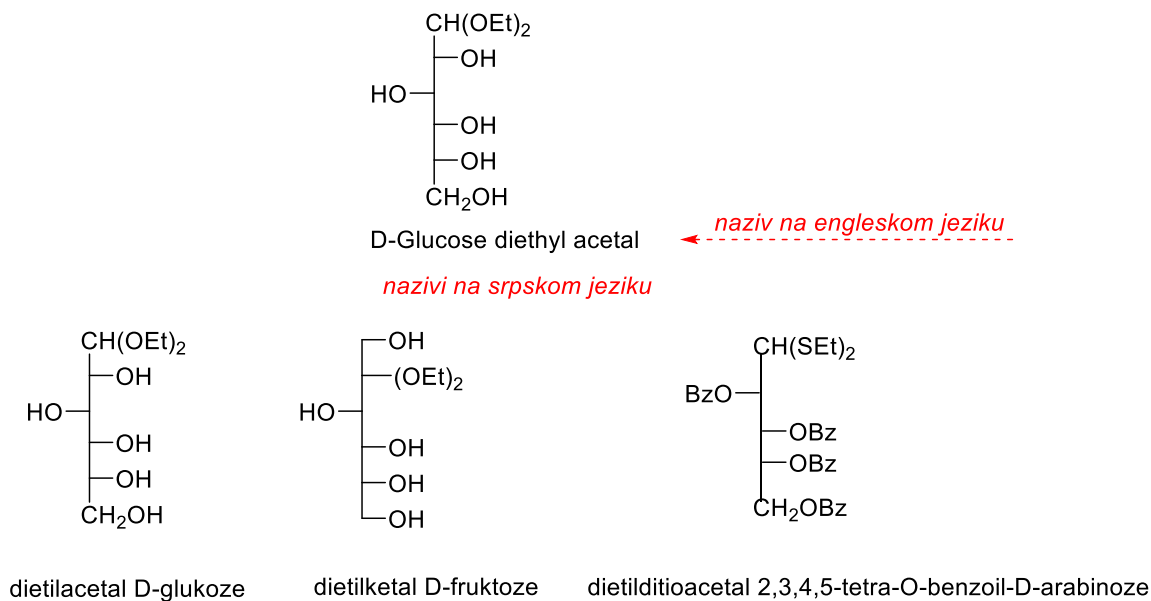 CH(OEt)2
OH
HO
OH
OH
CH2OH
D-Glucose diethyl acetal
naziv na engleskom jeziku
nazivi na srpskom jeziku
CH(OEt)2
OH
HO
OH
OH
CH2OH
OH
(OEt)2
HO
OH
OH
OH
CH(SEt)2
BzO
OBz
OBz
CH2OBz
dietilacetal D-glukoze
dietilketal D-fruktoze
dietilditioacetal 2,3,4,5-tetra-O-benzoil-D-arabinoze